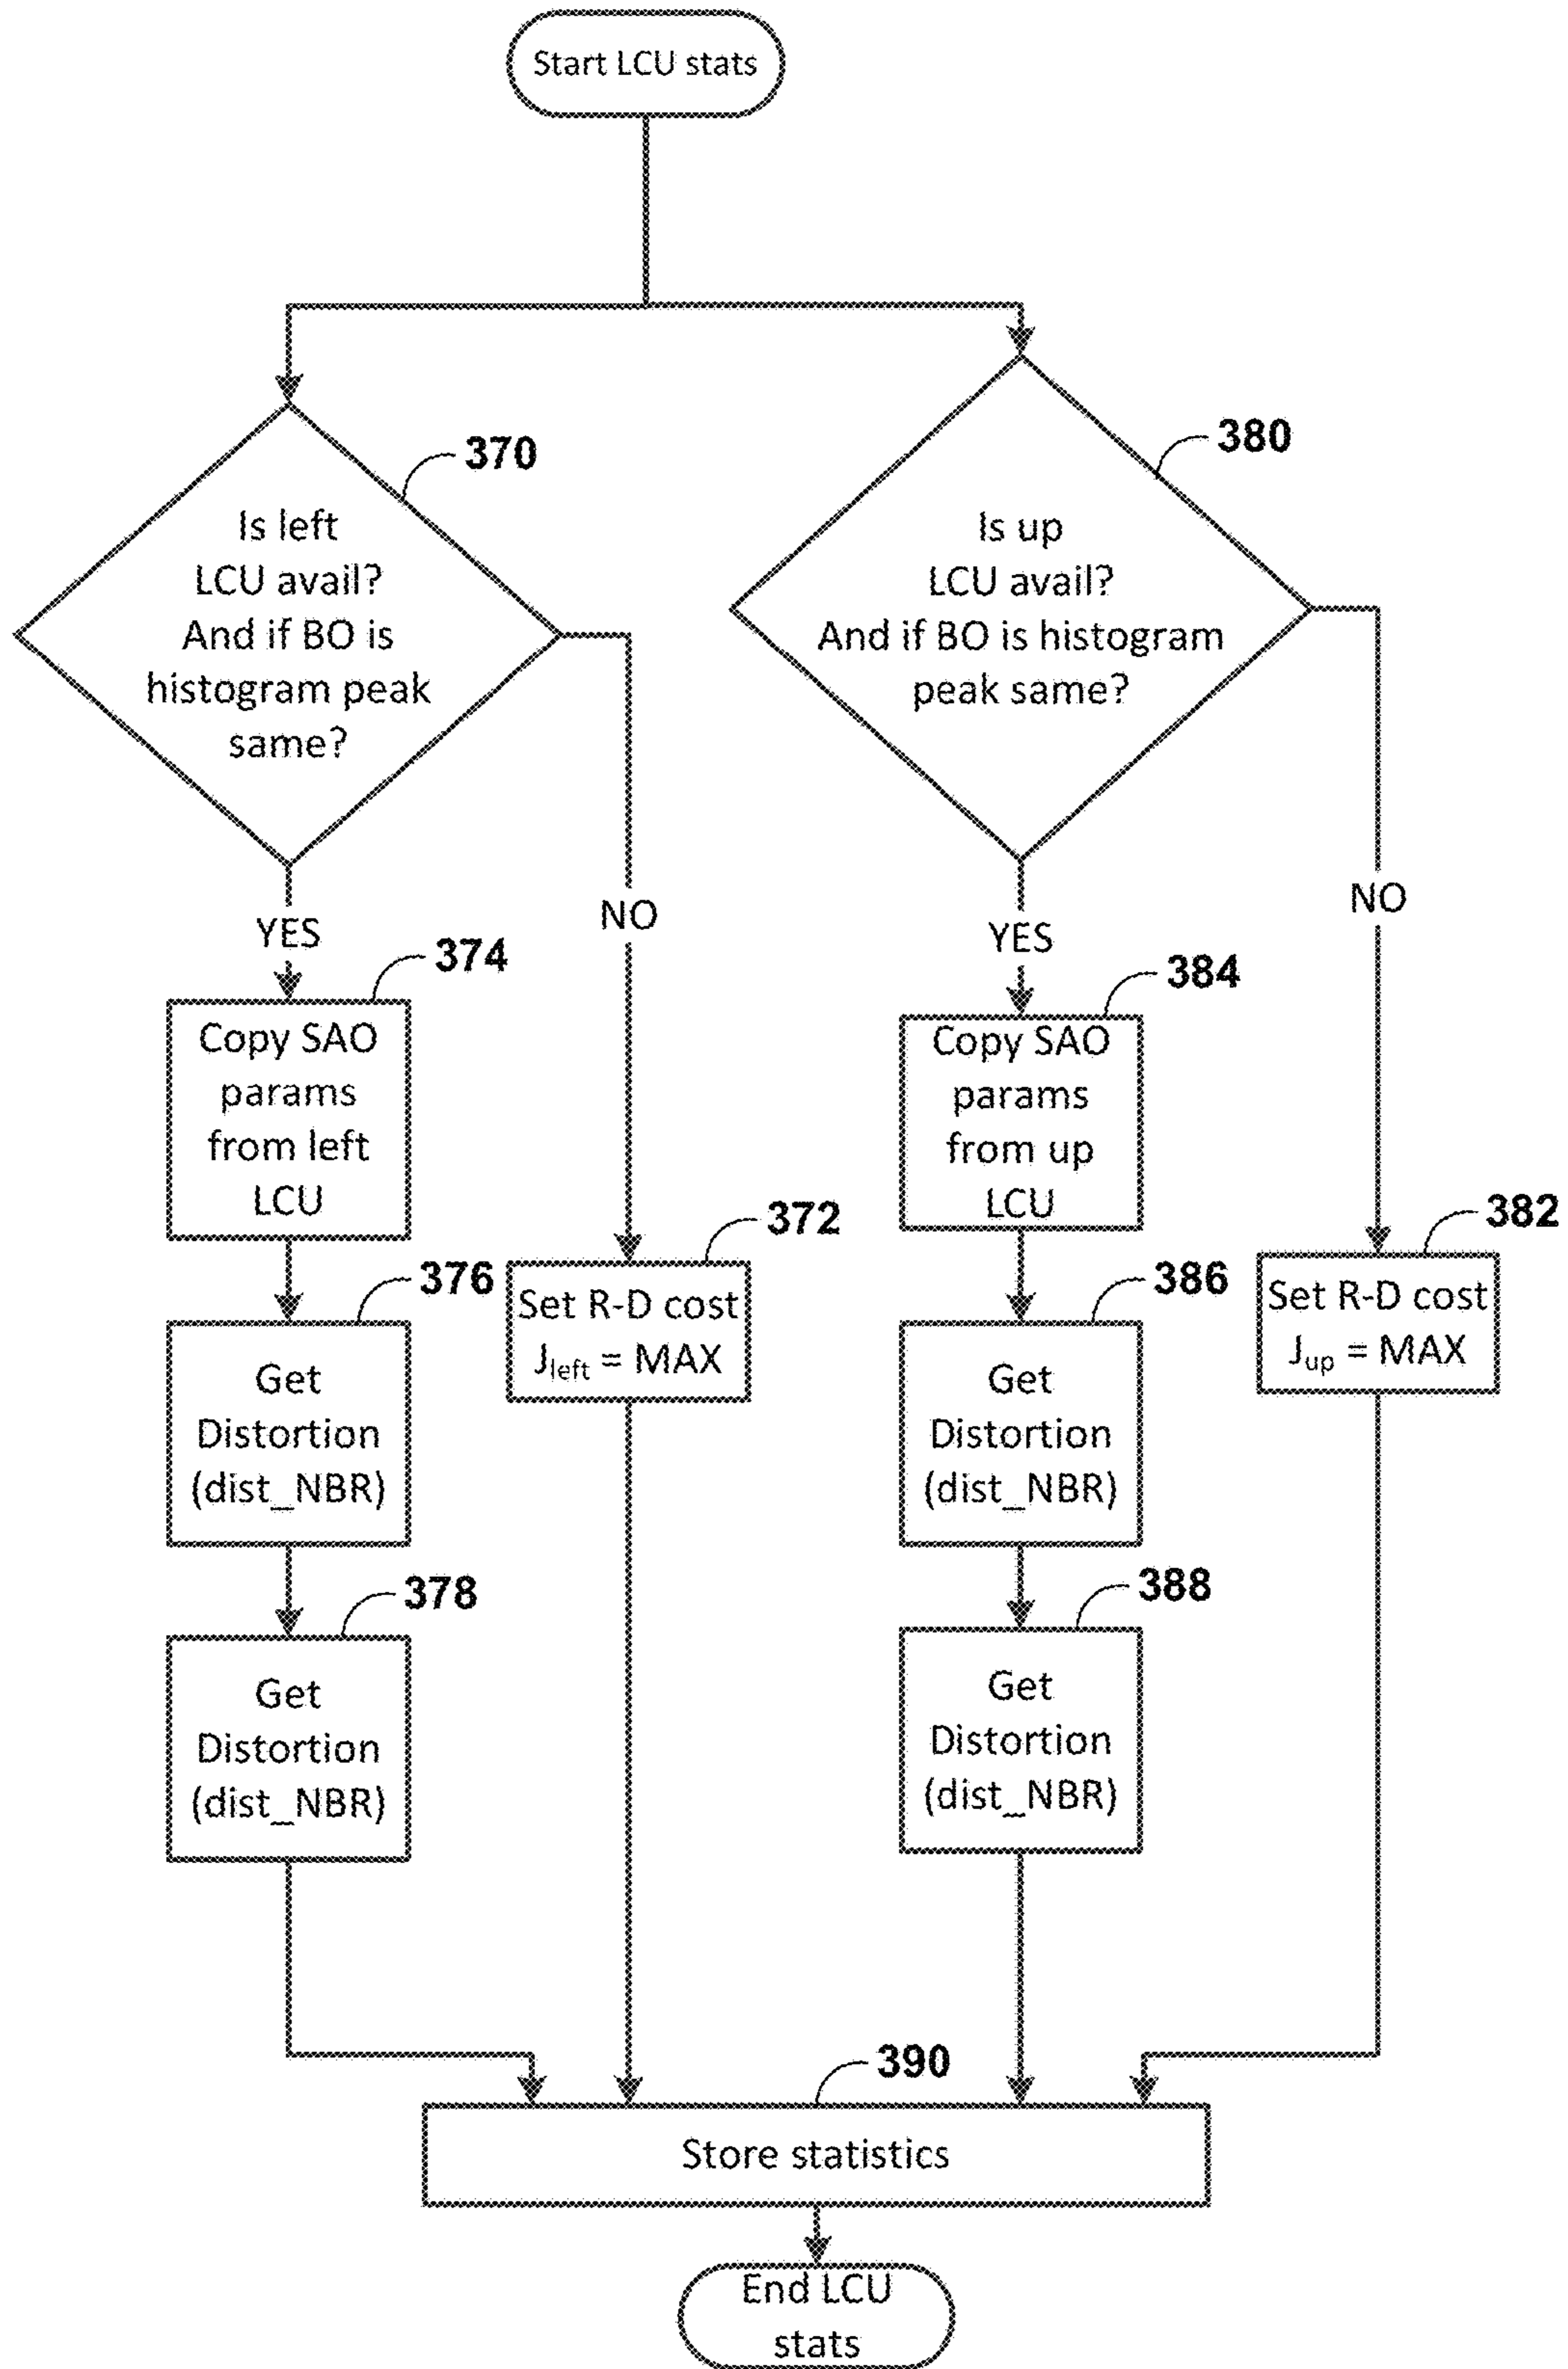 Start LCU stats
370
Is left
LCU avail?
And if BO is
histogram peak
same?
380
Is up
LCU avail?
And if BO is histogram
peak same?
YES
NO
YES
NO
374
Copy SAO
params
from left
LCU
384
Copy SAO
params
from up
LCU
372
Set R-D cost
Jleft = MAX
382
Set R-D cost
Jup = MAX
376
Get
Distortion
(dist_NBR)
386
Get
Distortion
(dist_NBR)
378
Get
Distortion
(dist_NBR)
388
Get
Distortion
(dist_NBR)
390
Store statistics
End LCU
stats